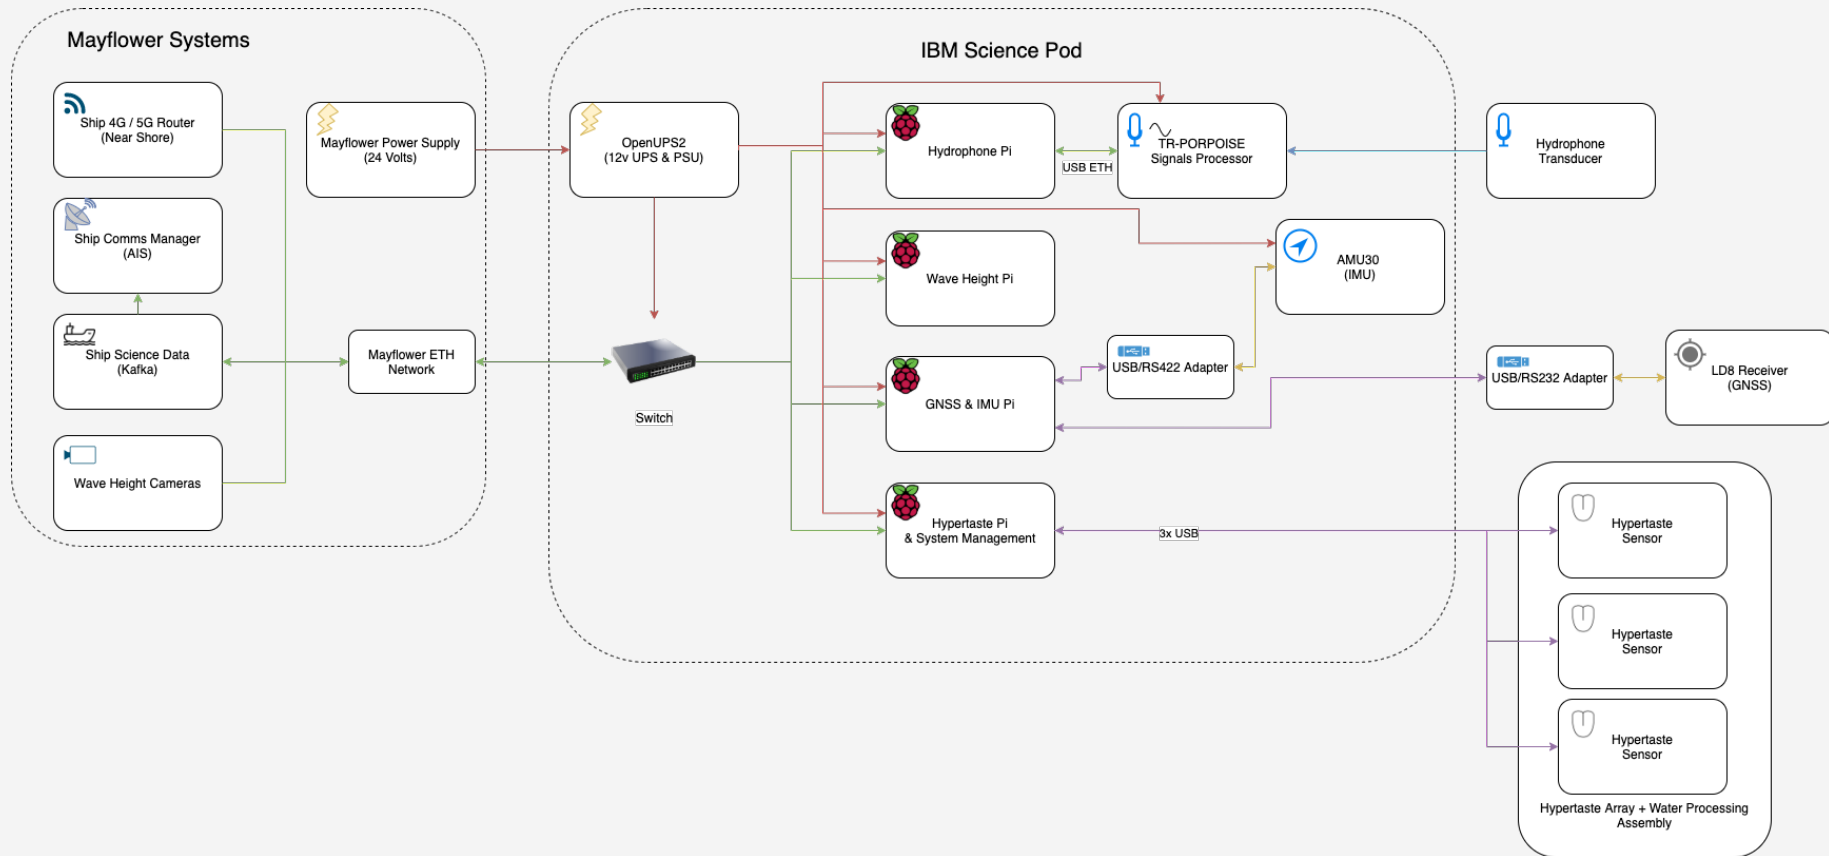 Mayflower Systems
Ship 4G / 5G Router
(Near Shore)
Mayflower Power Supply
(24 Volts)
Ship Comms Manager
(AIS)
Ship Science Data
(Kafka)
Mayflower ETH
Network
Wave Height Cameras
IBM Science Pod
OpenUPS2
(12v UPS & PSU)
Switch
Hydrophone Pi
USB ETH
TR-PORPOISE
Signals Processor
Wave Height Pi
AMU30
(IMU)
USB/RS422 Adapter
GNSS & IMU Pi
Hypertaste Pi
& System Management
3x USB
Hydrophone
Transducer
USB/RS232 Adapter
LD8 Receiver
(GNSS)
Hypertaste
Sensor
Hypertaste
Sensor
Hypertaste
Sensor
Hypertaste Array + Water Processing
Assembly